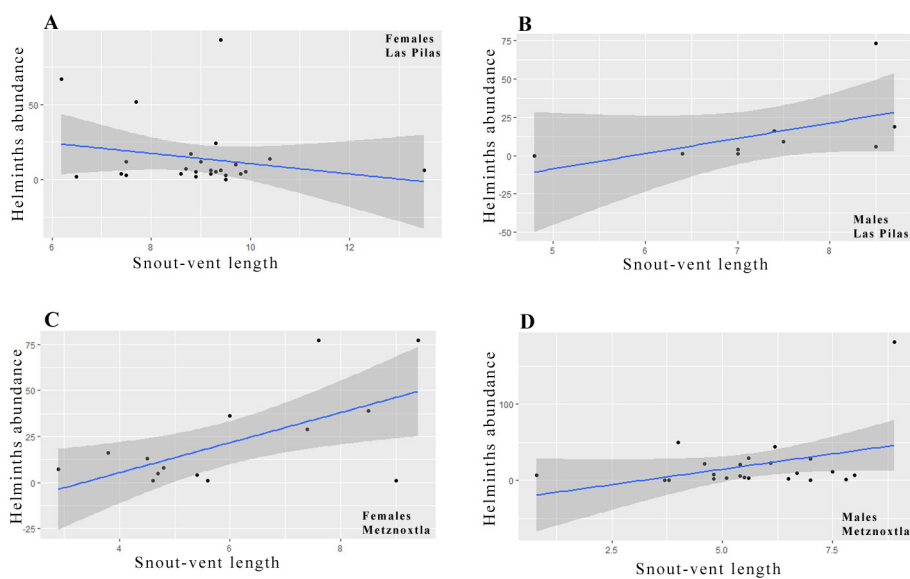 A
Females
Las Pilas
Helminths abundance
50
25
0
6
8
10
12
Snout-vent length
B
Helminths abundance
75
50
25
0
-25
-50
Males
Las Pilas
5
6
7
8
Snout-vent length
C
Helminths abundance
75
50
25
0
-25
Females
Metznoxtla
4
6
8
Snout-vent length
D
Helminths abundance
100
0
Males
Metznoxtla
2.5
5.0
7.5
Snout-vent length